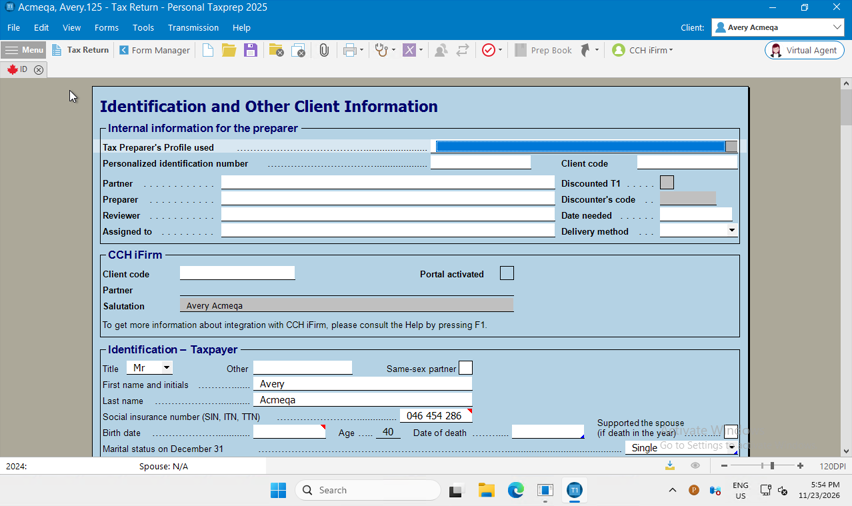 Acmeqa, Avery.125 - Tax Return - Personal Taxprep 2025
File Edit View Forms Tools Transmission Help Client: Avery Acmeqa
Menu Tax Return Form Manager Prep Book CCH iFirm Virtual Agent
ID
Identification and Other Client Information
Internal information for the preparer
Tax Preparer's Profile used
Personalized identification number Client code
Partner Discounted T1
Preparer Discounter's code
Reviewer Date needed
Assigned to Delivery method
CCH iFirm
Client code Portal activated
Partner
Salutation Avery Acmeqa
To get more information about integration with CCH iFirm, please consult the Help by pressing F1.
Identification – Taxpayer
Title Mr Other Same-sex partner
First name and initials Avery
Last name Acmeqa
Social insurance number (SIN, ITN, TTN) 046 454 286
Supported the spouse
Birth date Age 40 Date of death (if death in the year)
Marital status on December 31 Single
Go to Settings to
2024: Spouse: N/A 120DPI
Search
ENG
US
5:54 PM
11/23/2026